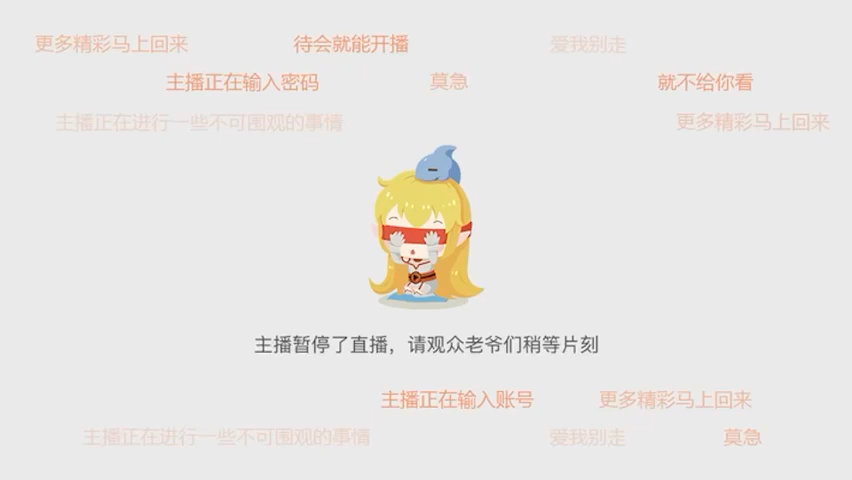 更多精彩马上回来 待会就能开播 爱我别走
主播正在输入密码 莫急 就不给你看
主播正在进行一些不可围观的事情 更多精彩马上回来
主播暂停了直播，请观众老爷们稍等片刻
主播正在输入账号 更多精彩马上回来
主播正在进行一些不可围观的事情 爱我别走 莫急